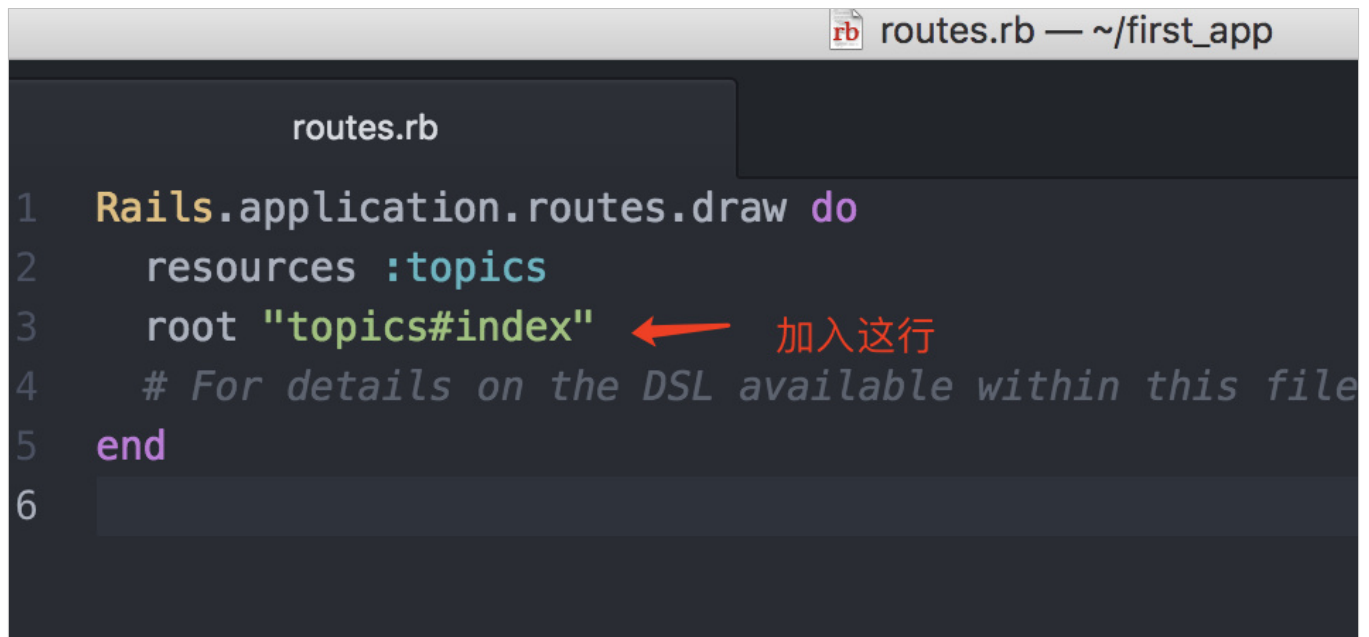 rb routes.rb — ~/first_app
routes.rb
1 Rails.application.routes.draw do
2 resources :topics
3 root "topics#index" 加入这行
4 # For details on the DSL available within this file
5 end
6